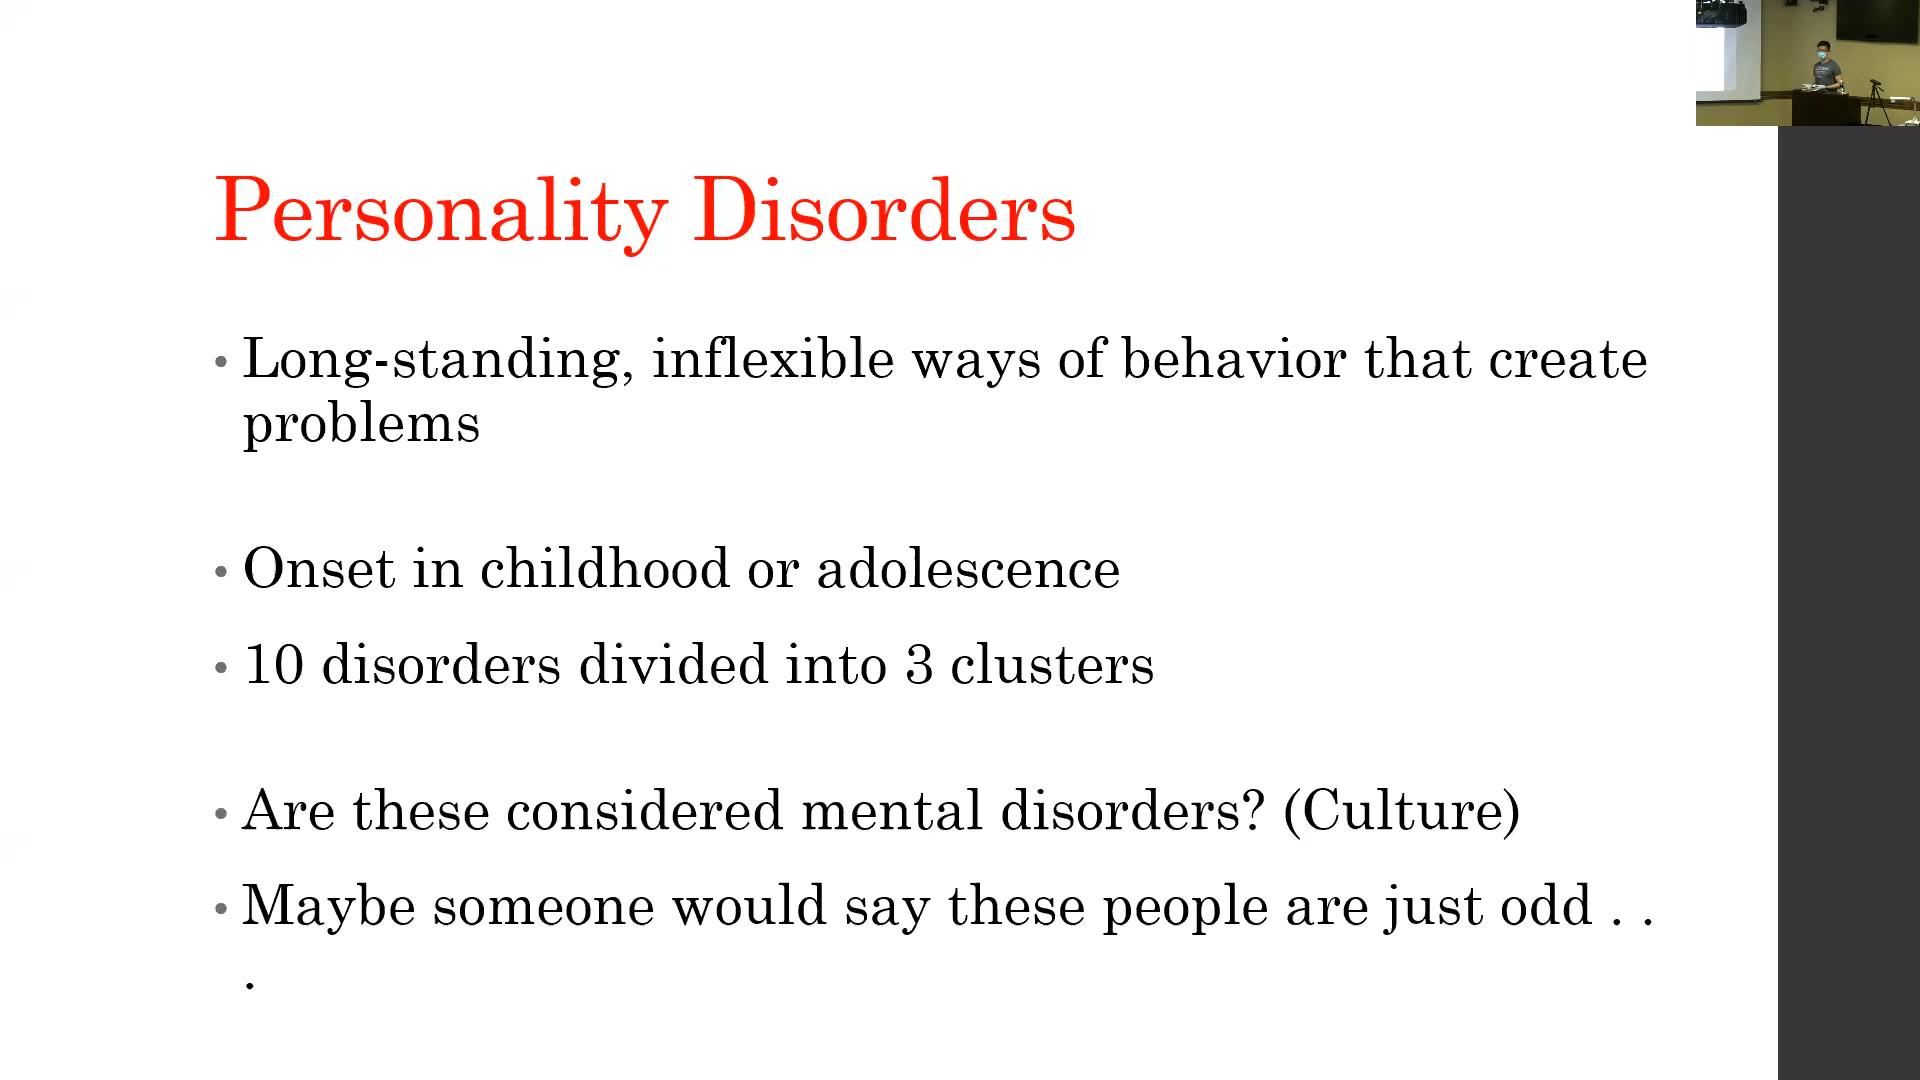 Personality Disorders
• Long-standing, inflexible ways of behavior that create
problems
• Onset in childhood or adolescence
• 10 disorders divided into 3 clusters
• Are these considered mental disorders? (Culture)
• Maybe someone would say these people are just odd . .
.